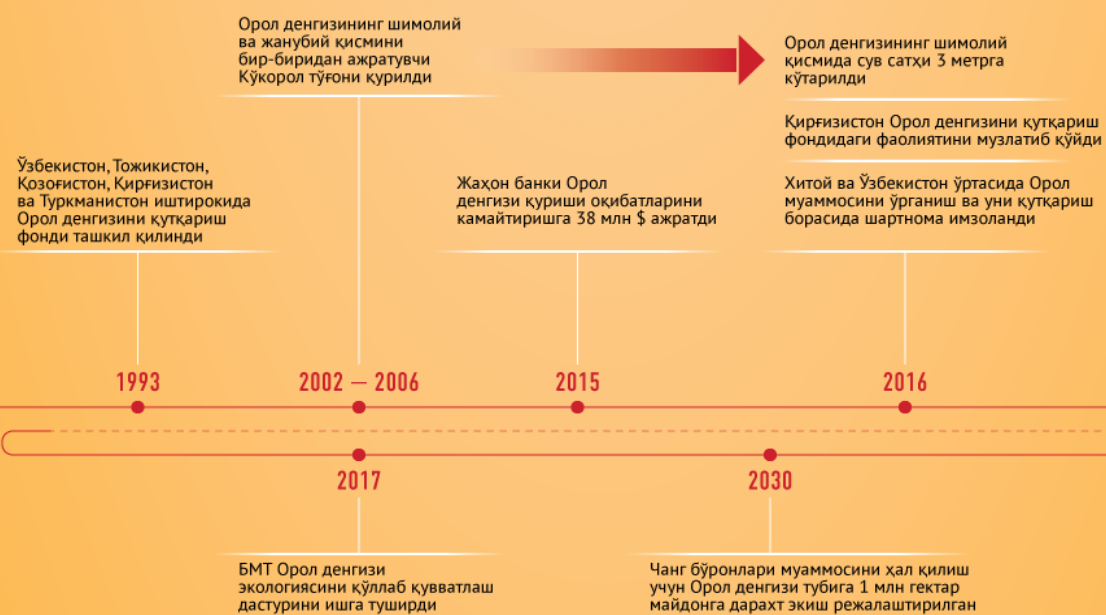 Ўзбекистон, Тожикистон,
Қозоғистон, Қирғизистон
ва Туркманистон иштирокида
Орол денгизини қутқариш
фонди ташкил қилинди
1993
Орол денгизининг шимолий
ва жанубий қисмини
бир-биридан ажратувчи
Кўкорол тўғони қурилди
2002 — 2006
Жаҳон банки Орол
денгизи қуриши оқибатларини
камайтиришга 38 млн $ ажратди
2015
Орол денгизининг шимолий
қисмида сув сатҳи 3 метрга
кўтарилди
Қирғизистон Орол денгизини қутқариш
фондидаги фаолиятини музлатиб қўйди
Хитой ва Ўзбекистон ўртасида Орол
муаммосини ўрганиш ва уни қутқариш
борасида шартнома имзоланди
2016
2017
БМТ Орол денгизи
экологиясини қўллаб қувватлаш
дастурини ишга туширди
2030
Чанг бўронлари муаммосини ҳал қилиш
учун Орол денгизи тубига 1 млн гектар
майдонга дарахт экиш режалаштирилган